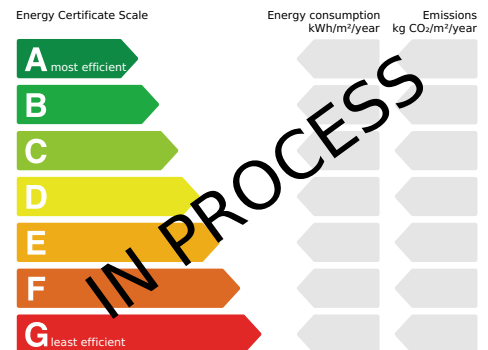 Energy Certificate Scale
Energy consumption
kWh/m²/year
Emissions
kg CO₂/m²/year
A most efficient
B
C
D
E
F
G least efficient
IN PROCESS